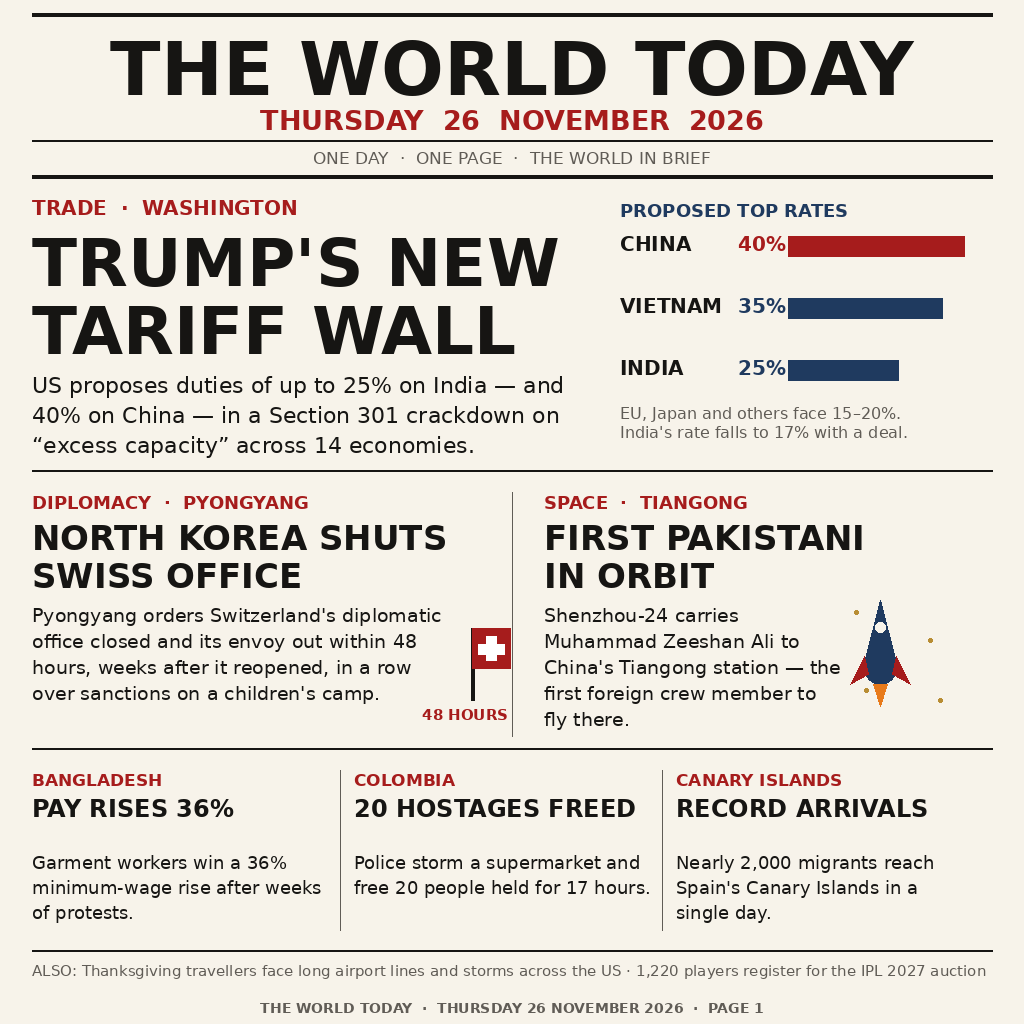 THE WORLD TODAY
THURSDAY 26 NOVEMBER 2026
ONE DAY · ONE PAGE · THE WORLD IN BRIEF
TRADE · WASHINGTON
TRUMP'S NEW
TARIFF WALL
US proposes duties of up to 25% on India — and
40% on China — in a Section 301 crackdown on
“excess capacity” across 14 economies.
PROPOSED TOP RATES
CHINA 40%
VIETNAM 35%
INDIA 25%
EU, Japan and others face 15–20%.
India's rate falls to 17% with a deal.
DIPLOMACY · PYONGYANG
NORTH KOREA SHUTS
SWISS OFFICE
Pyongyang orders Switzerland's diplomatic
office closed and its envoy out within 48
hours, weeks after it reopened, in a row
over sanctions on a children's camp.
48 HOURS
SPACE · TIANGONG
FIRST PAKISTANI
IN ORBIT
Shenzhou-24 carries
Muhammad Zeeshan Ali to
China's Tiangong station — the
first foreign crew member to
fly there.
BANGLADESH
PAY RISES 36%
Garment workers win a 36%
minimum-wage rise after weeks
of protests.
COLOMBIA
20 HOSTAGES FREED
Police storm a supermarket and
free 20 people held for 17 hours.
CANARY ISLANDS
RECORD ARRIVALS
Nearly 2,000 migrants reach
Spain's Canary Islands in a
single day.
ALSO: Thanksgiving travellers face long airport lines and storms across the US · 1,220 players register for the IPL 2027 auction
THE WORLD TODAY · THURSDAY 26 NOVEMBER 2026 · PAGE 1